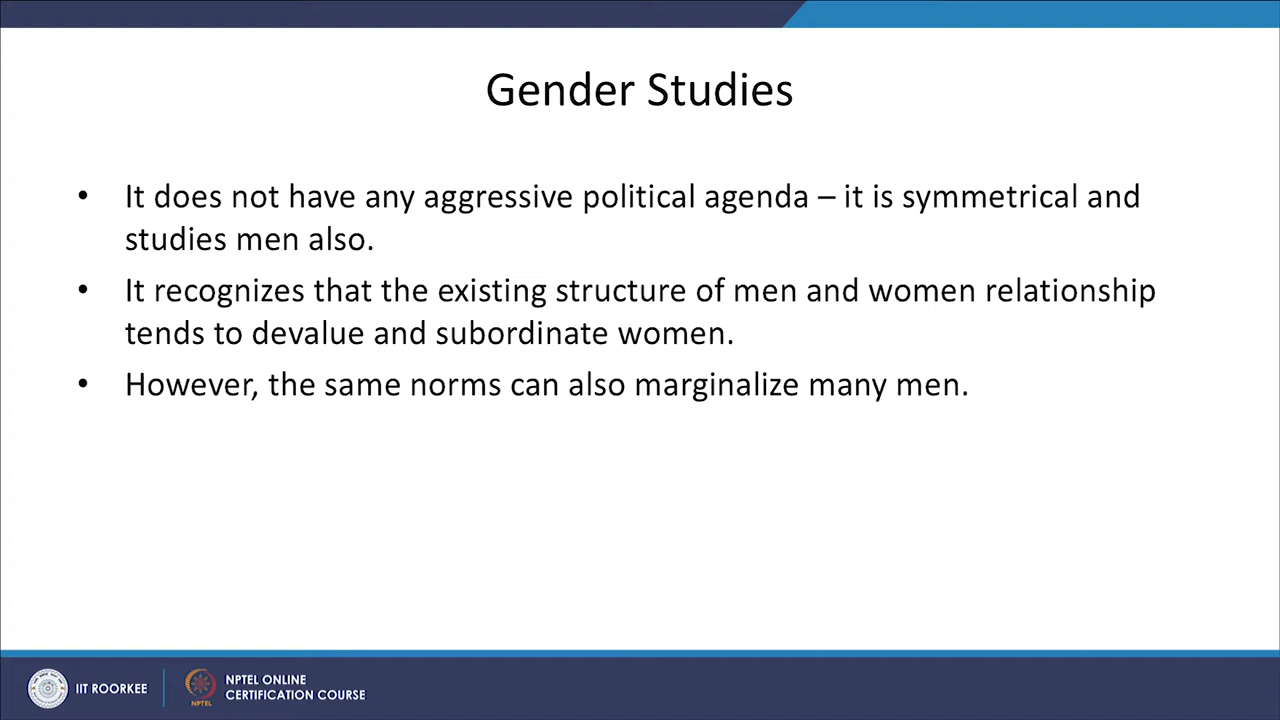 Gender Studies
• It does not have any aggressive political agenda – it is symmetrical and
studies men also.
• It recognizes that the existing structure of men and women relationship
tends to devalue and subordinate women.
• However, the same norms can also marginalize many men.
IIT ROORKEE
NPTEL
NPTEL ONLINE
CERTIFICATION COURSE